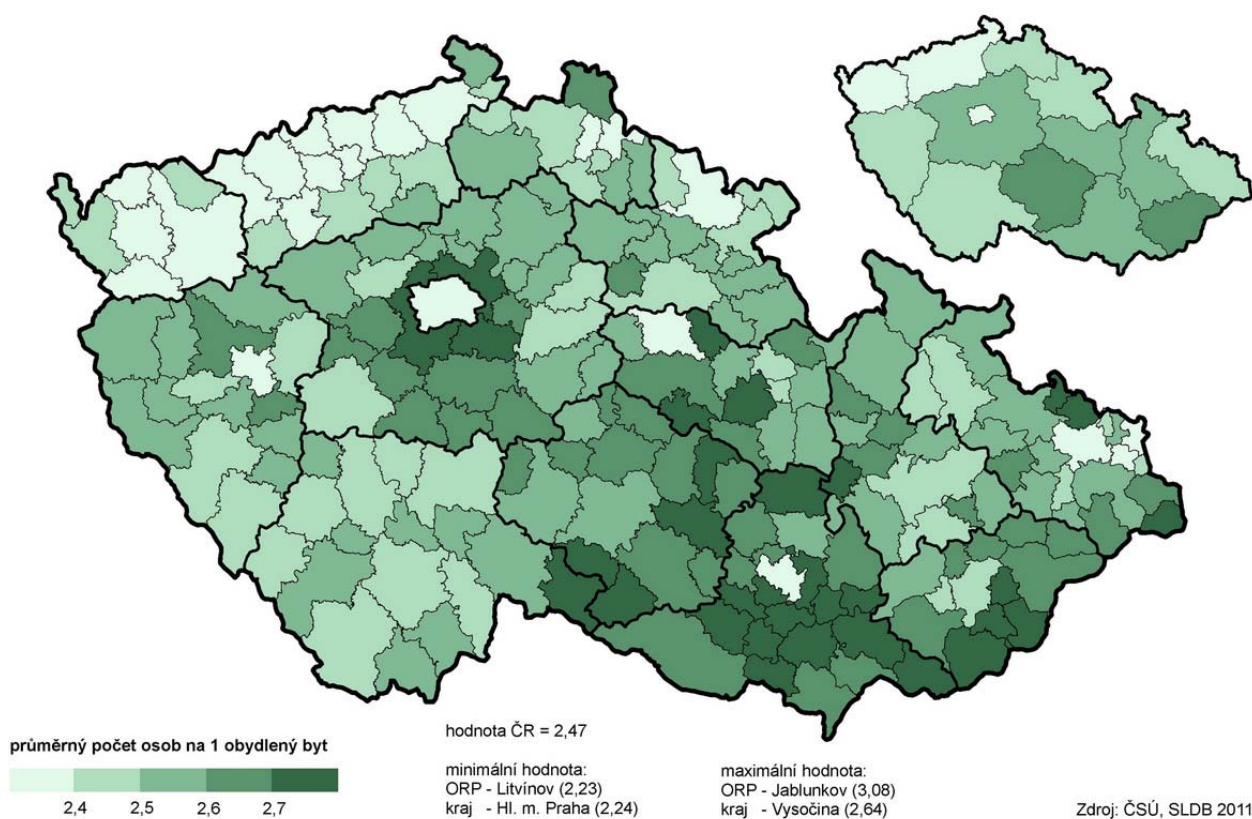 průměrný počet osob na 1 obydlený byt
2,4 2,5 2,6 2,7
hodnota ČR = 2,47
minimální hodnota:
ORP - Litvínov (2,23)
kraj - Hl. m. Praha (2,24)
maximální hodnota:
ORP - Jablunkov (3,08)
kraj - Vysočina (2,64)
Zdroj: ČSÚ, SLDB 2011